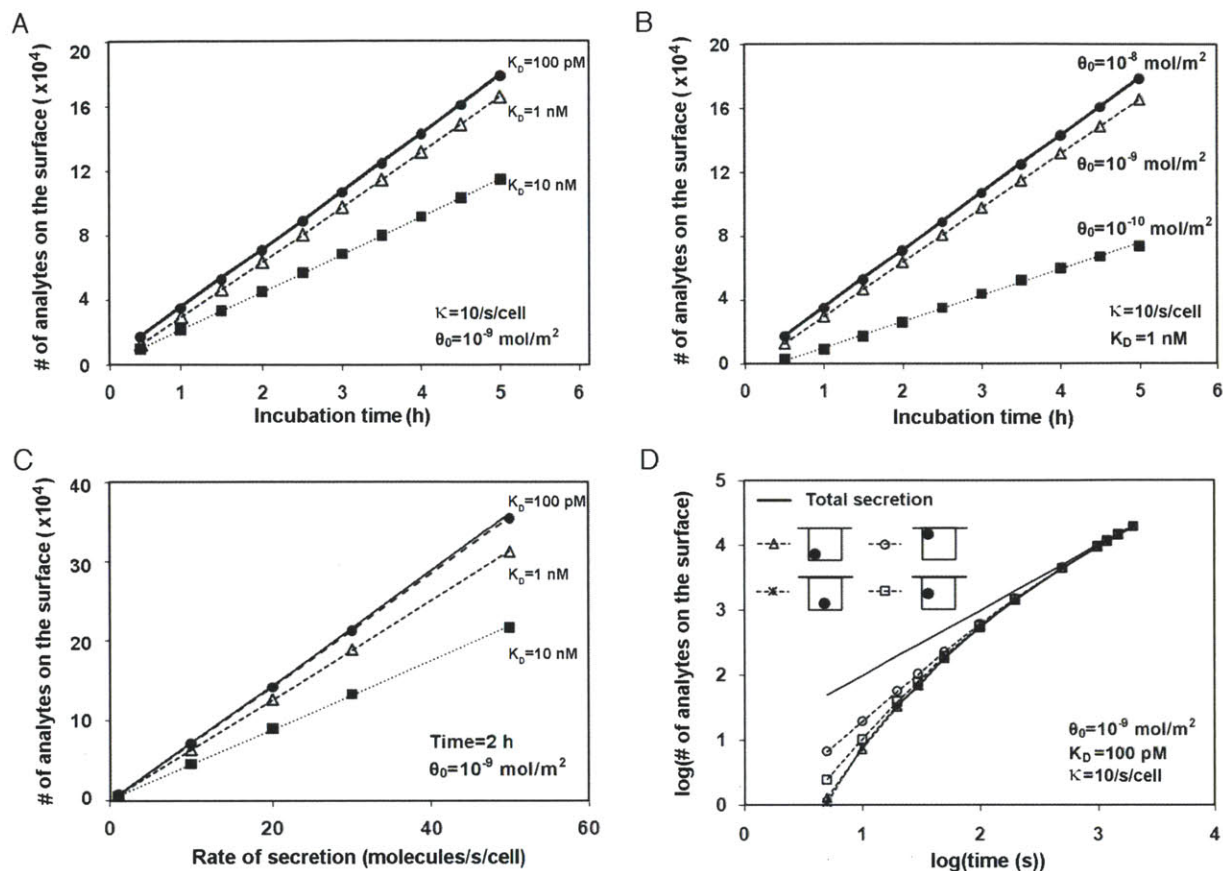 A
# of analytes on the surface ( x10⁴)
20
16
12
8
4
0
K_D=100 pM
K_D=1 nM
K_D=10 nM
κ=10/s/cell
θ₀=10⁻⁹ mol/m²
0 1 2 3 4 5 6
Incubation time (h)
B
# of analytes on the surface ( x10⁴)
20
16
12
8
4
0
θ₀=10⁻⁸ mol/m²
θ₀=10⁻⁹ mol/m²
θ₀=10⁻¹⁰ mol/m²
κ=10/s/cell
K_D=1 nM
0 1 2 3 4 5 6
Incubation time (h)
C
# of analytes on the surface (x10⁴)
40
30
20
10
0
K_D=100 pM
K_D=1 nM
K_D=10 nM
Time=2 h
θ₀=10⁻⁹ mol/m²
0 20 40 60
Rate of secretion (molecules/s/cell)
D
log(# of analytes on the surface)
5
4
3
2
1
0
Total secretion
θ₀=10⁻⁹ mol/m²
K_D=100 pM
κ=10/s/cell
0 1 2 3 4
log(time (s))